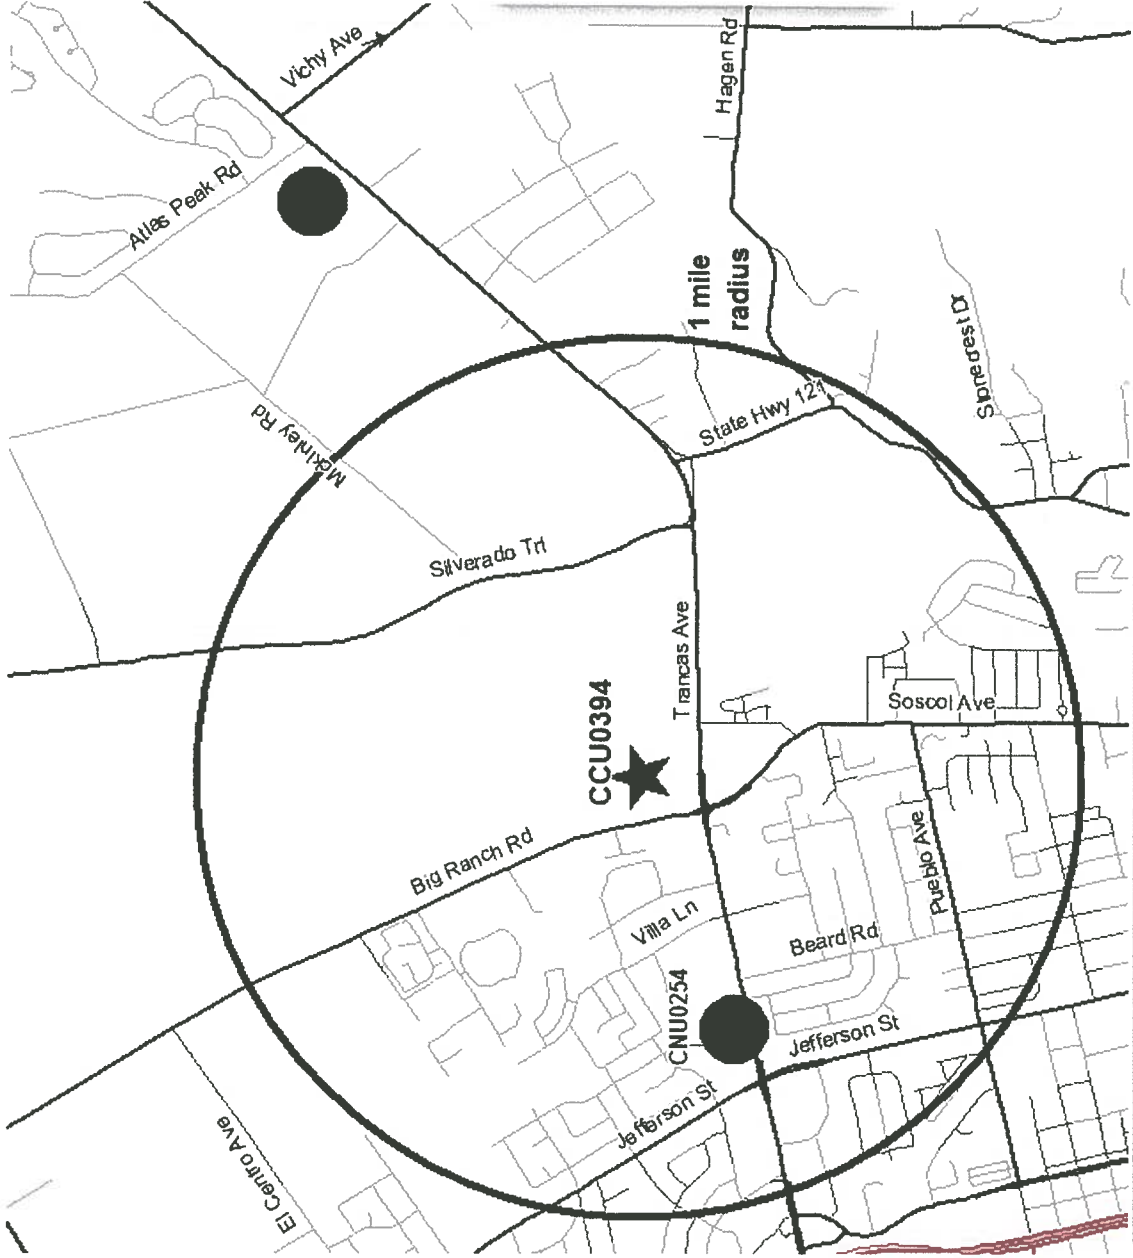 Vichy Ave
Hagen Rd
Atlas Peak Rd
1 mile
radius
Stonecrest Dr
State Hwy 121
Mckinley Rd
Silverado Trl
Trancas Ave
CCU0394
Soscol Ave
Big Ranch Rd
Pueblo Ave
Villa Ln
Beard Rd
CNU0254
Jefferson St
Jefferson St
El Centro Ave